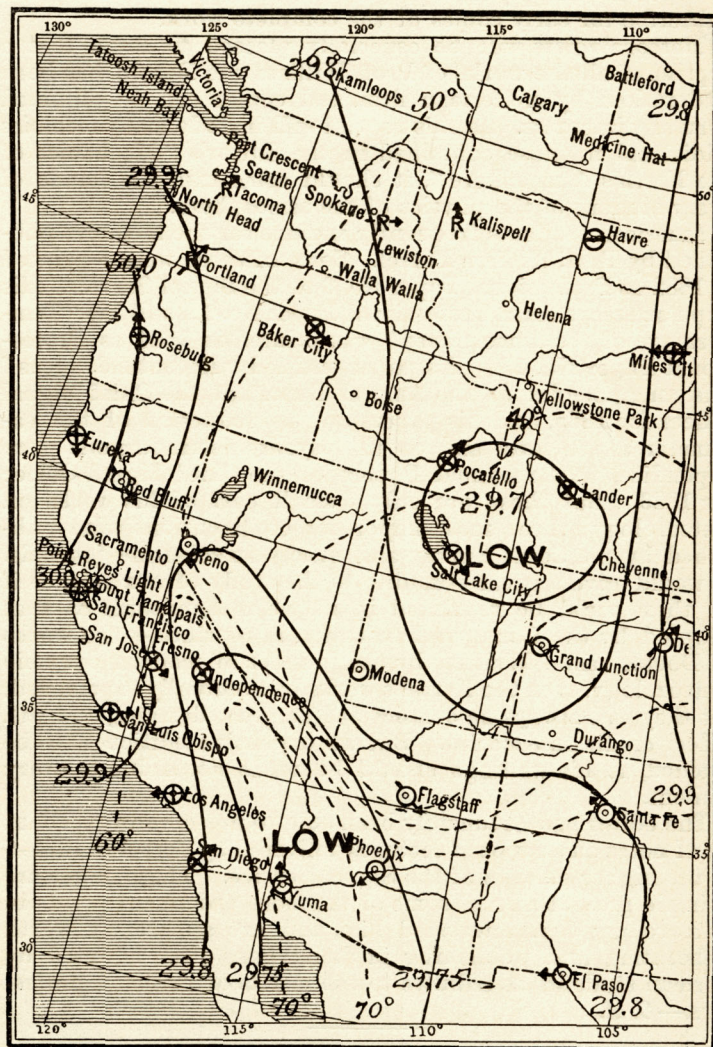 130°
125°
120°
115°
110°
Tatoosh Island
Neah Bay
Victoria
29.8
Kamloops
50°
Calgary
Battleford
29.8
Medicine Hat
50°
45°
Port Crescent
Seattle
Tacoma
R
29.9
North Head
Spokane
R
R
Kalispell
Havre
Lewiston
30.0
R
Portland
Walla Walla
Helena
Baker City
Roseburg
Miles Cit
Boise
Yellowstone Park
40°
45°
40°
Eureka
Red Bluff
Winnemucca
Pocatello
29.7
Lander
LOW
Salt Lake City
Cheyenne
Sacramento
Reno
Point Reyes Light
30.0
Mount Tamalpais
San Francisco
San Jose
Fresno
Independence
Modena
Grand Junction
De
40°
35°
San Luis Obispo
Durango
29.9
Los Angeles
Flagstaff
Santa Fe
29.9
60°
LOW
Phoenix
35°
San Diego
Yuma
30°
29.8
29.75
29.75
El Paso
29.8
70°
70°
120°
115°
110°
105°